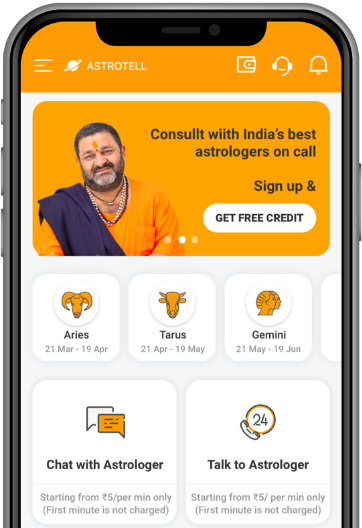 ASTROTELL
Consullt wiith India's best
astrologers on call
Sign up &
GET FREE CREDIT
Aries
21 Mar - 19 Apr
Tarus
21 Apr - 19 May
Gemini
21 May - 19 Jun
24
Chat with Astrologer
Talk to Astrologer
Starting from ₹5/per min only
(First minute is not charged)
Starting from ₹5/ per min only
(First minute is not charged)